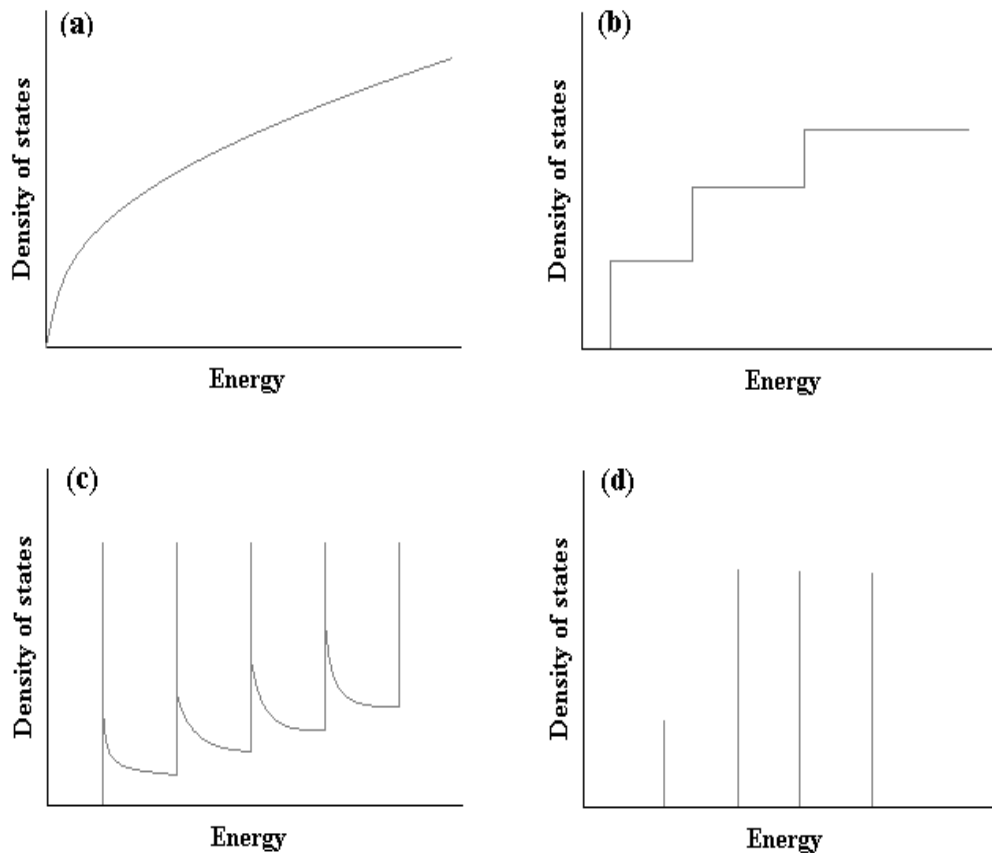 (a)
Density of states
Energy
(b)
Density of states
Energy
(c)
Density of states
Energy
(d)
Density of states
Energy